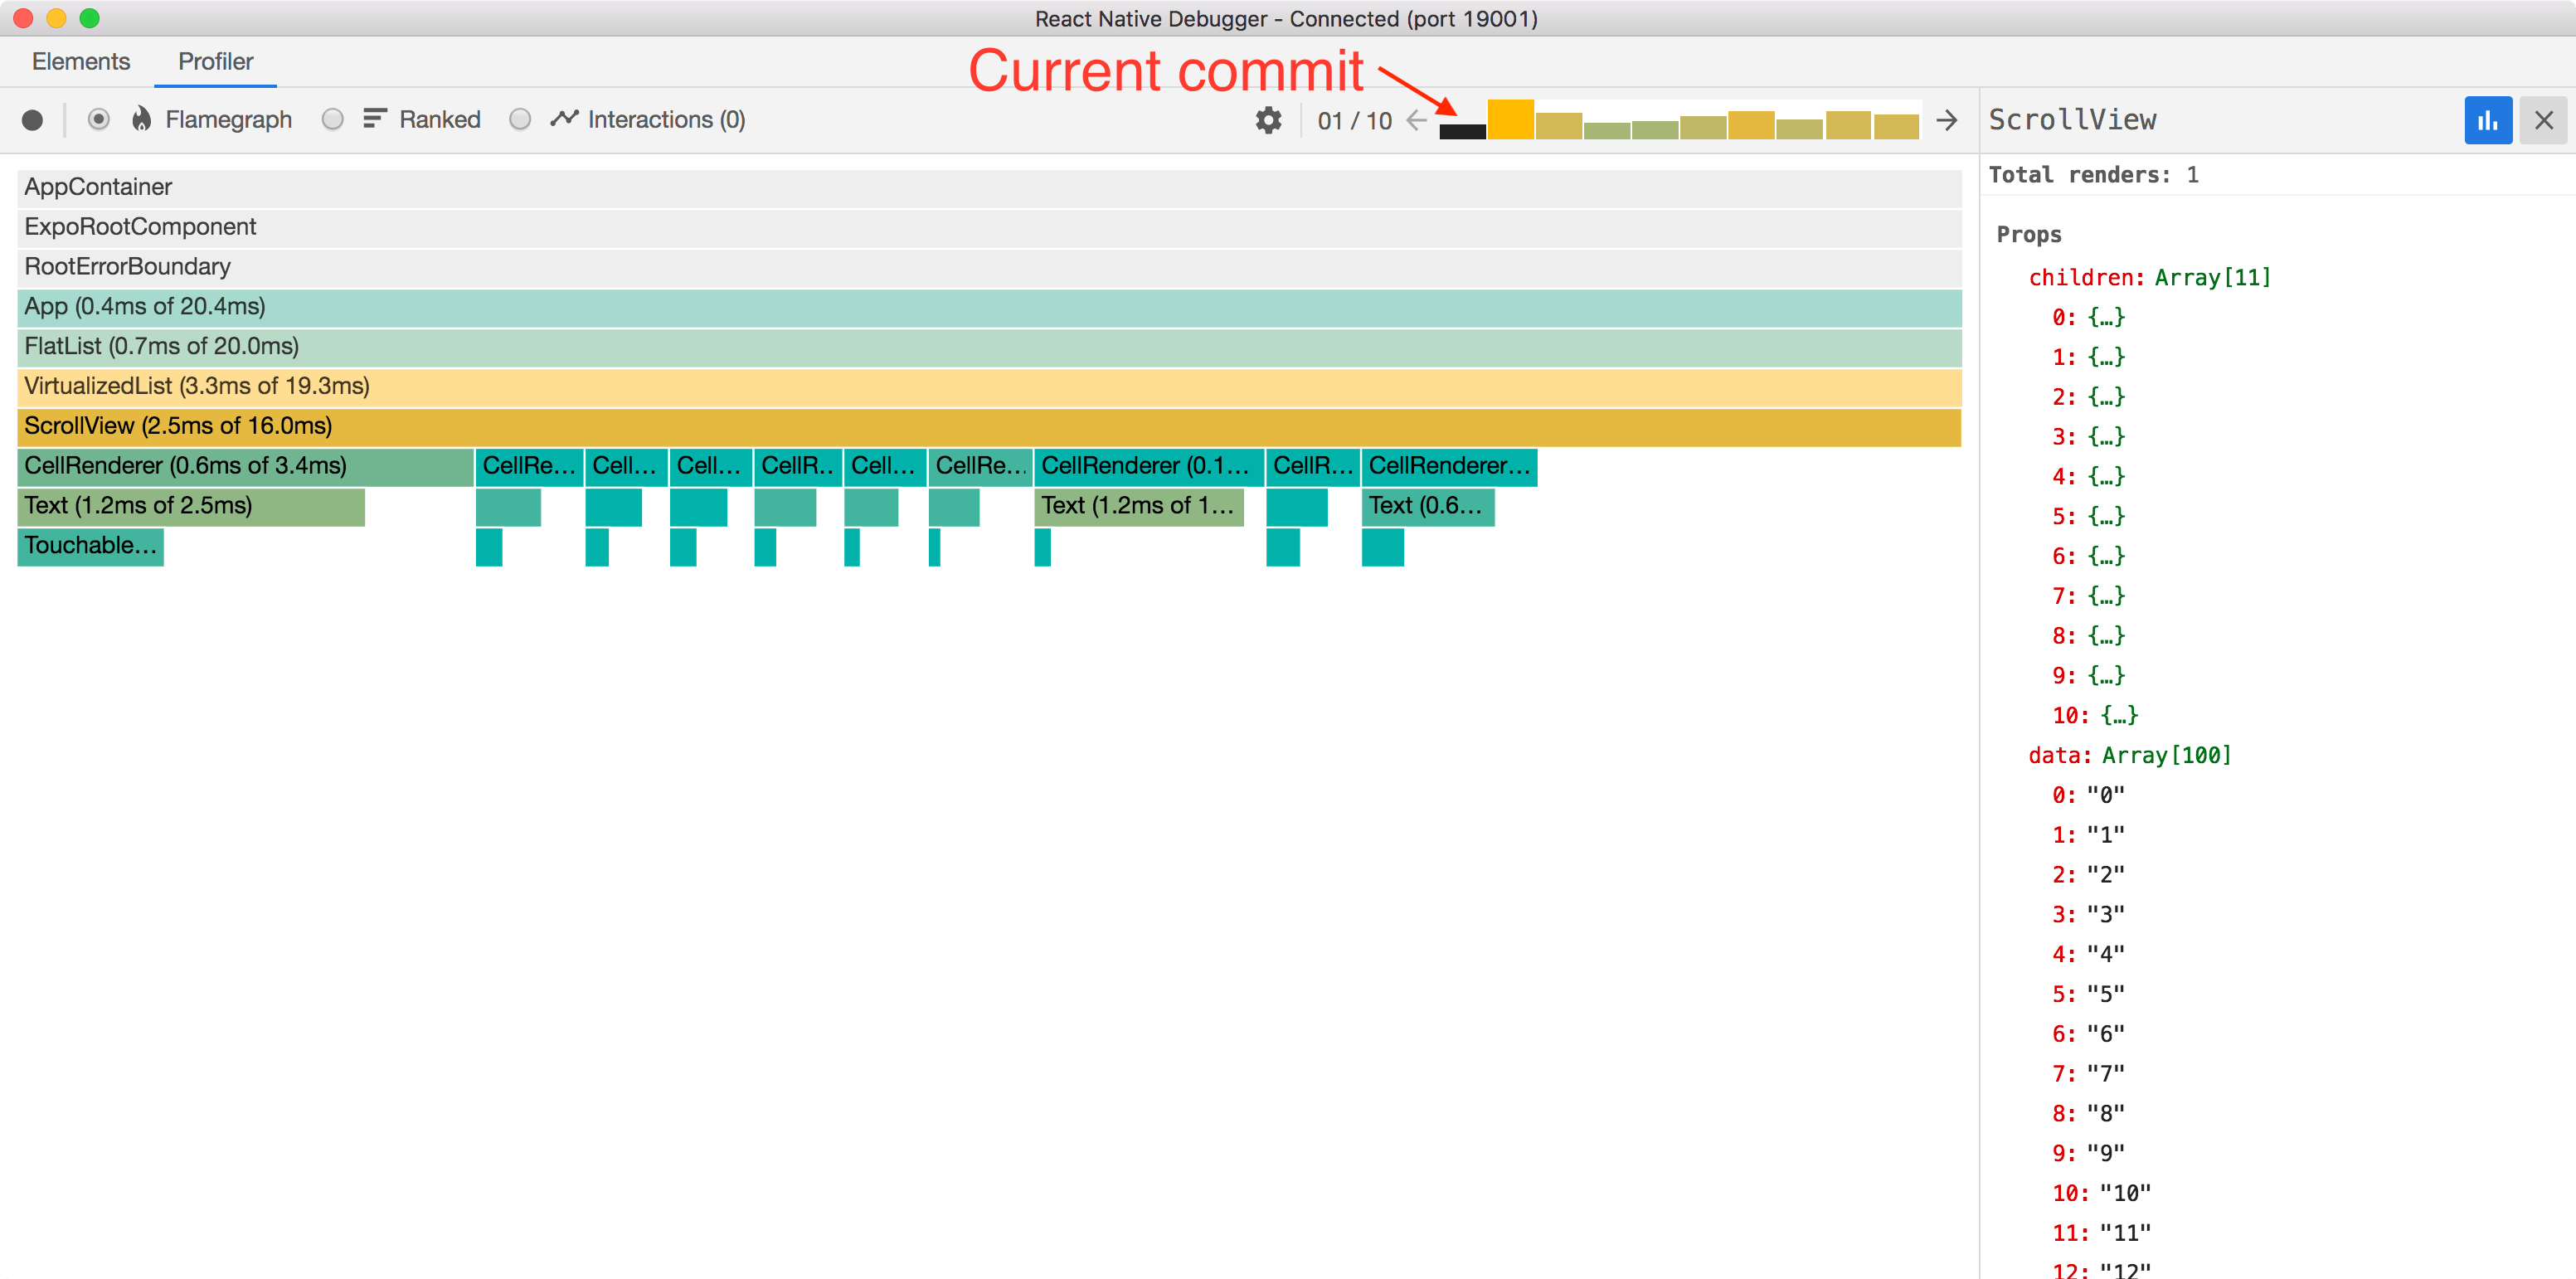 React Native Debugger - Connected (port 19001)
Elements Profiler
Current commit
Flamegraph Ranked Interactions (0) 01 / 10
ScrollView
AppContainer
ExpoRootComponent
RootErrorBoundary
App (0.4ms of 20.4ms)
FlatList (0.7ms of 20.0ms)
VirtualizedList (3.3ms of 19.3ms)
ScrollView (2.5ms of 16.0ms)
CellRenderer (0.6ms of 3.4ms) CellRe... Cell... Cell... CellR.. Cell... CellRe... CellRenderer (0.1... CellR... CellRenderer...
Text (1.2ms of 2.5ms) Text (1.2ms of 1... Text (0.6...
Touchable...
Total renders: 1
Props
children: Array[11]
0: {…}
1: {…}
2: {…}
3: {…}
4: {…}
5: {…}
6: {…}
7: {…}
8: {…}
9: {…}
10: {…}
data: Array[100]
0: "0"
1: "1"
2: "2"
3: "3"
4: "4"
5: "5"
6: "6"
7: "7"
8: "8"
9: "9"
10: "10"
11: "11"
12: "12"